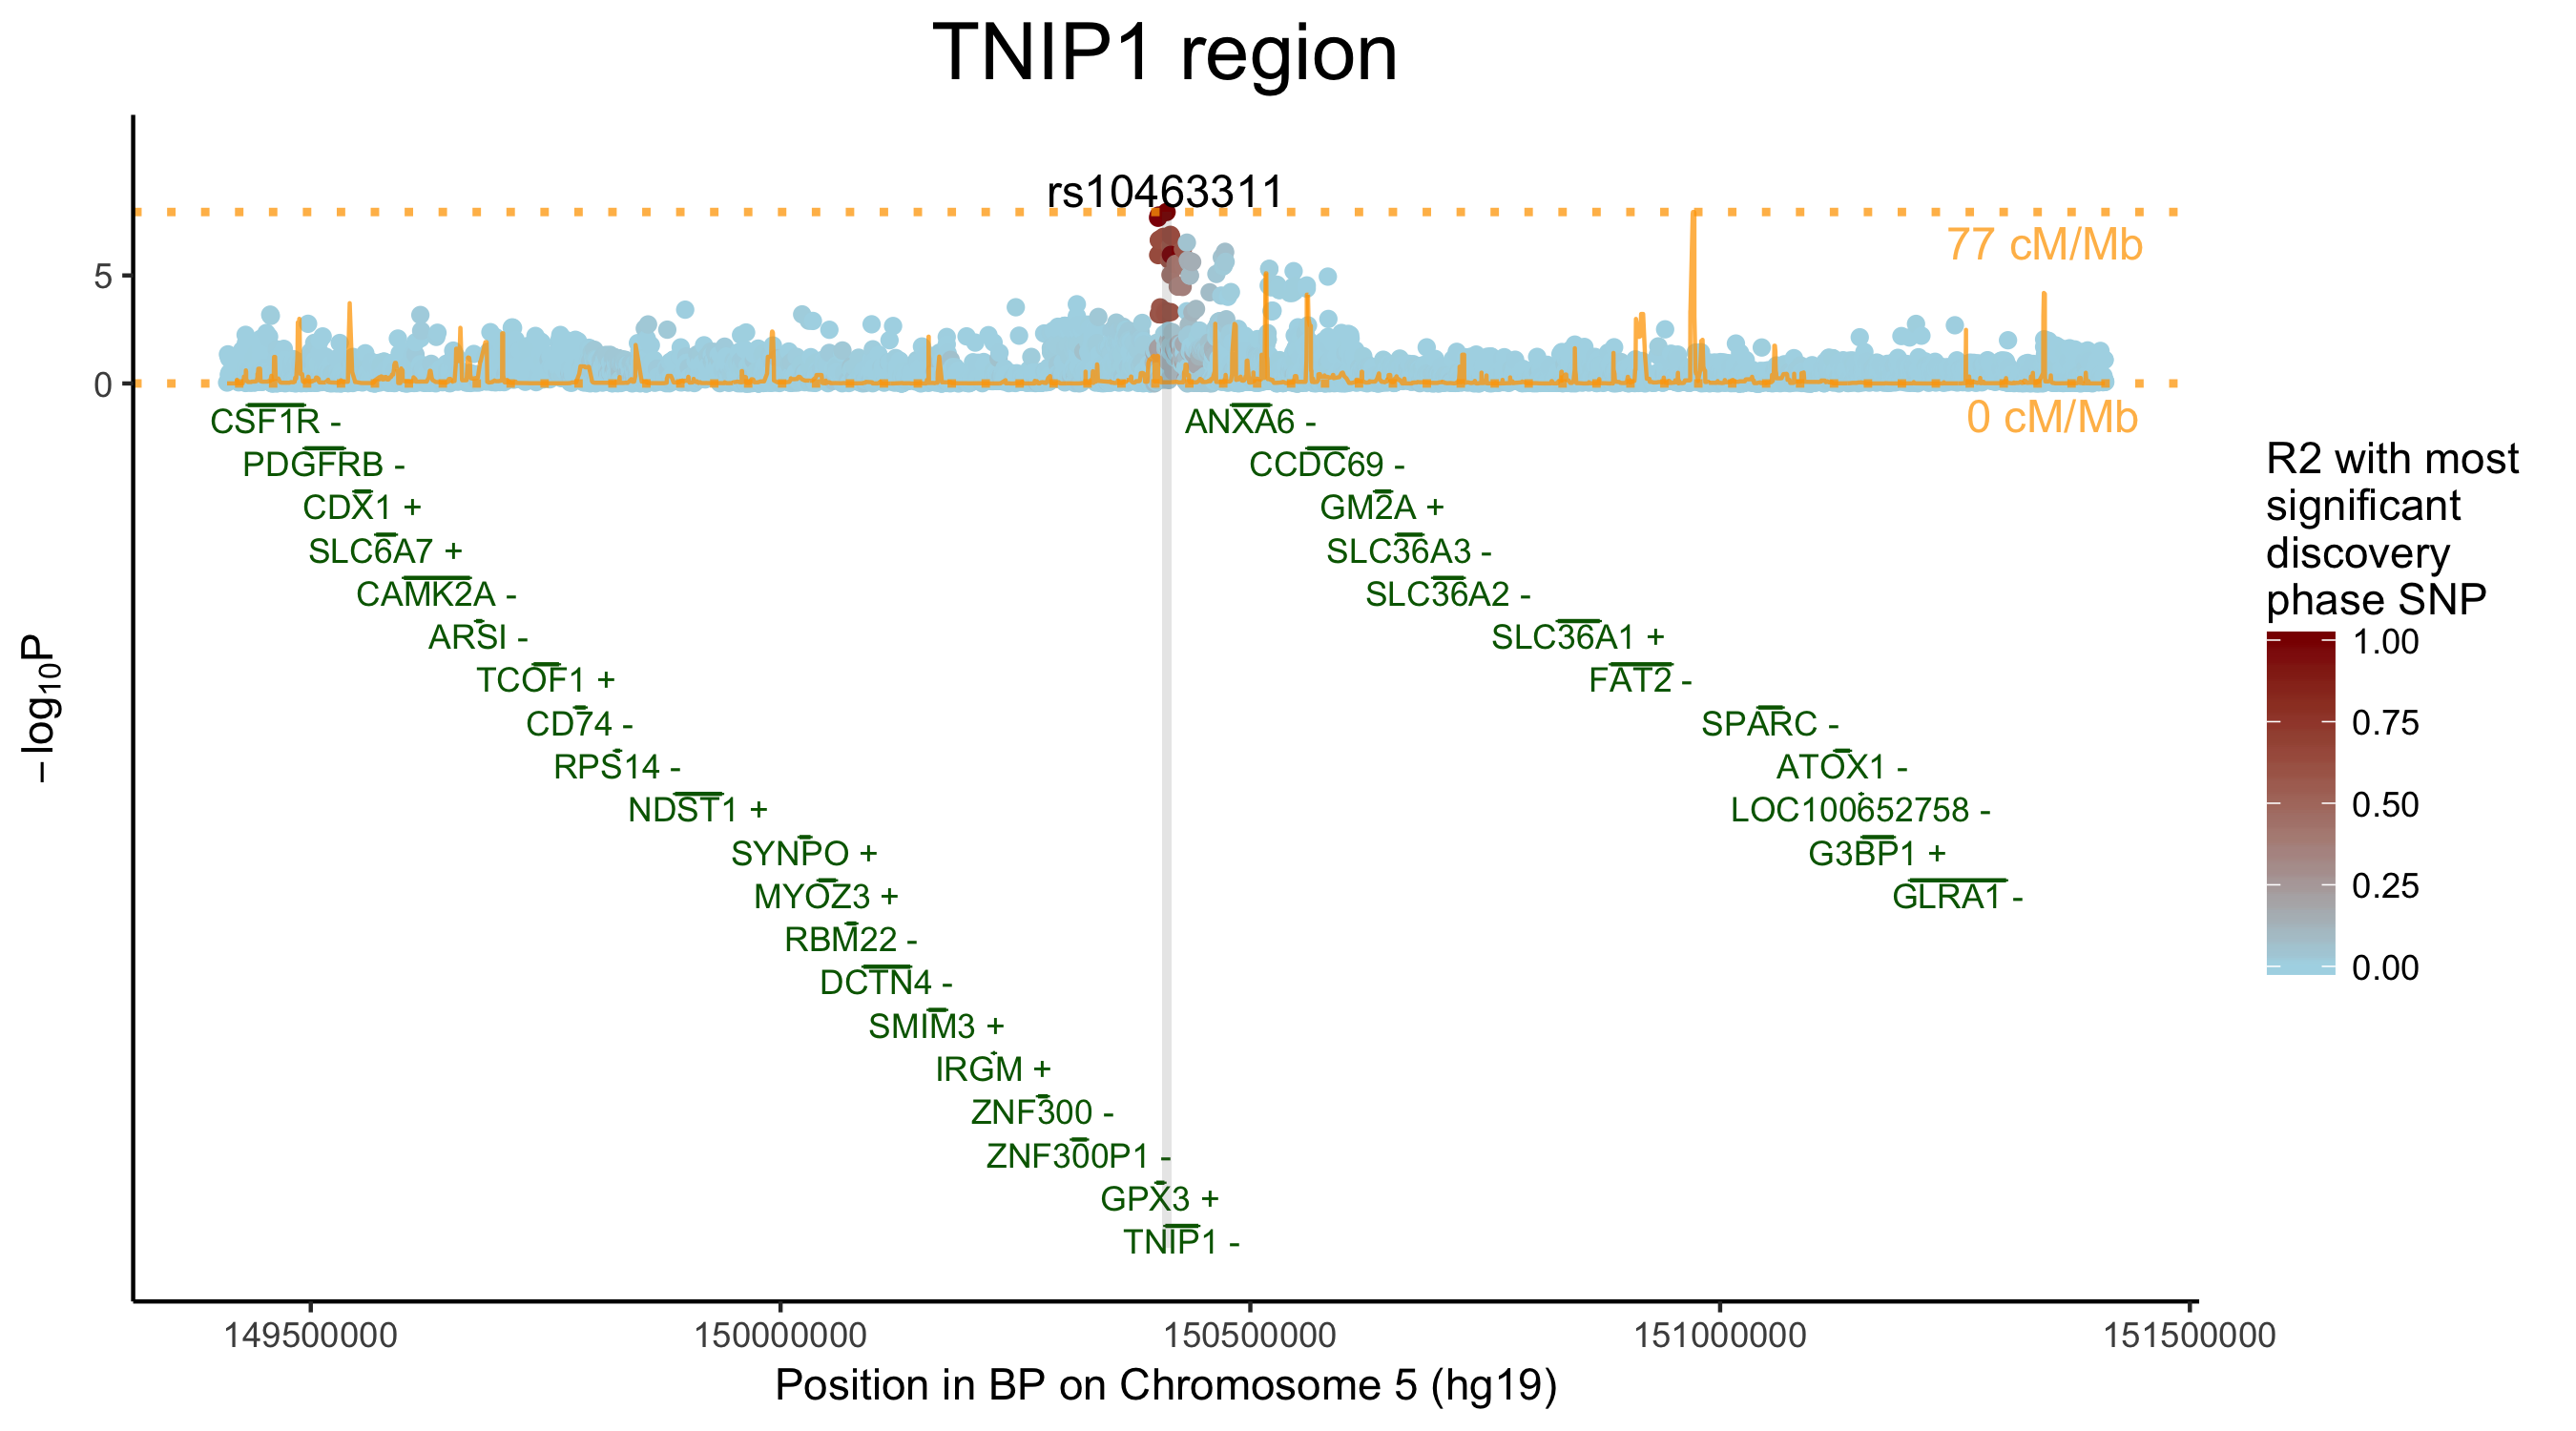 TNIP1 region
rs10463311
77 cM/Mb
5
0
0 cM/Mb
CSF1R -
ANXA6 -
PDGFRB -
CCDC69 -
CDX1 +
GM2A +
SLC6A7 +
SLC36A3 -
CAMK2A -
SLC36A2 -
ARSI -
SLC36A1 +
TCOF1 +
FAT2 -
CD74 -
SPARC -
RPS14 -
ATOX1 -
NDST1 +
LOC100652758 -
SYNPO +
G3BP1 +
MYOZ3 +
GLRA1 -
RBM22 -
DCTN4 -
SMIM3 +
IRGM +
ZNF300 -
ZNF300P1 -
GPX3 +
TNIP1 -
−log10P
149500000
150000000
150500000
151000000
151500000
Position in BP on Chromosome 5 (hg19)
R2 with most
significant
discovery
phase SNP
1.00
0.75
0.50
0.25
0.00